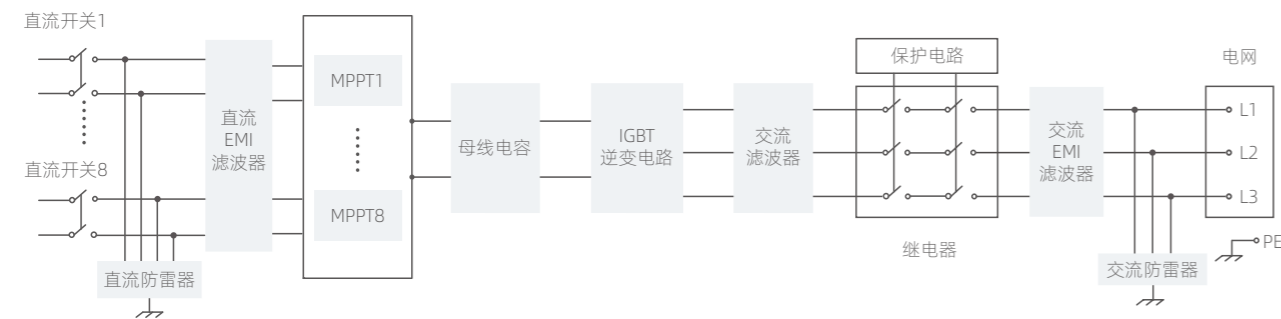 直流开关1
直流开关8
直流防雷器
直流
EMI
滤波器
MPPT1
MPPT8
母线电容
IGBT
逆变电路
交流
滤波器
保护电路
继电器
交流
EMI
滤波器
交流防雷器
电网
L1
L2
L3
PE